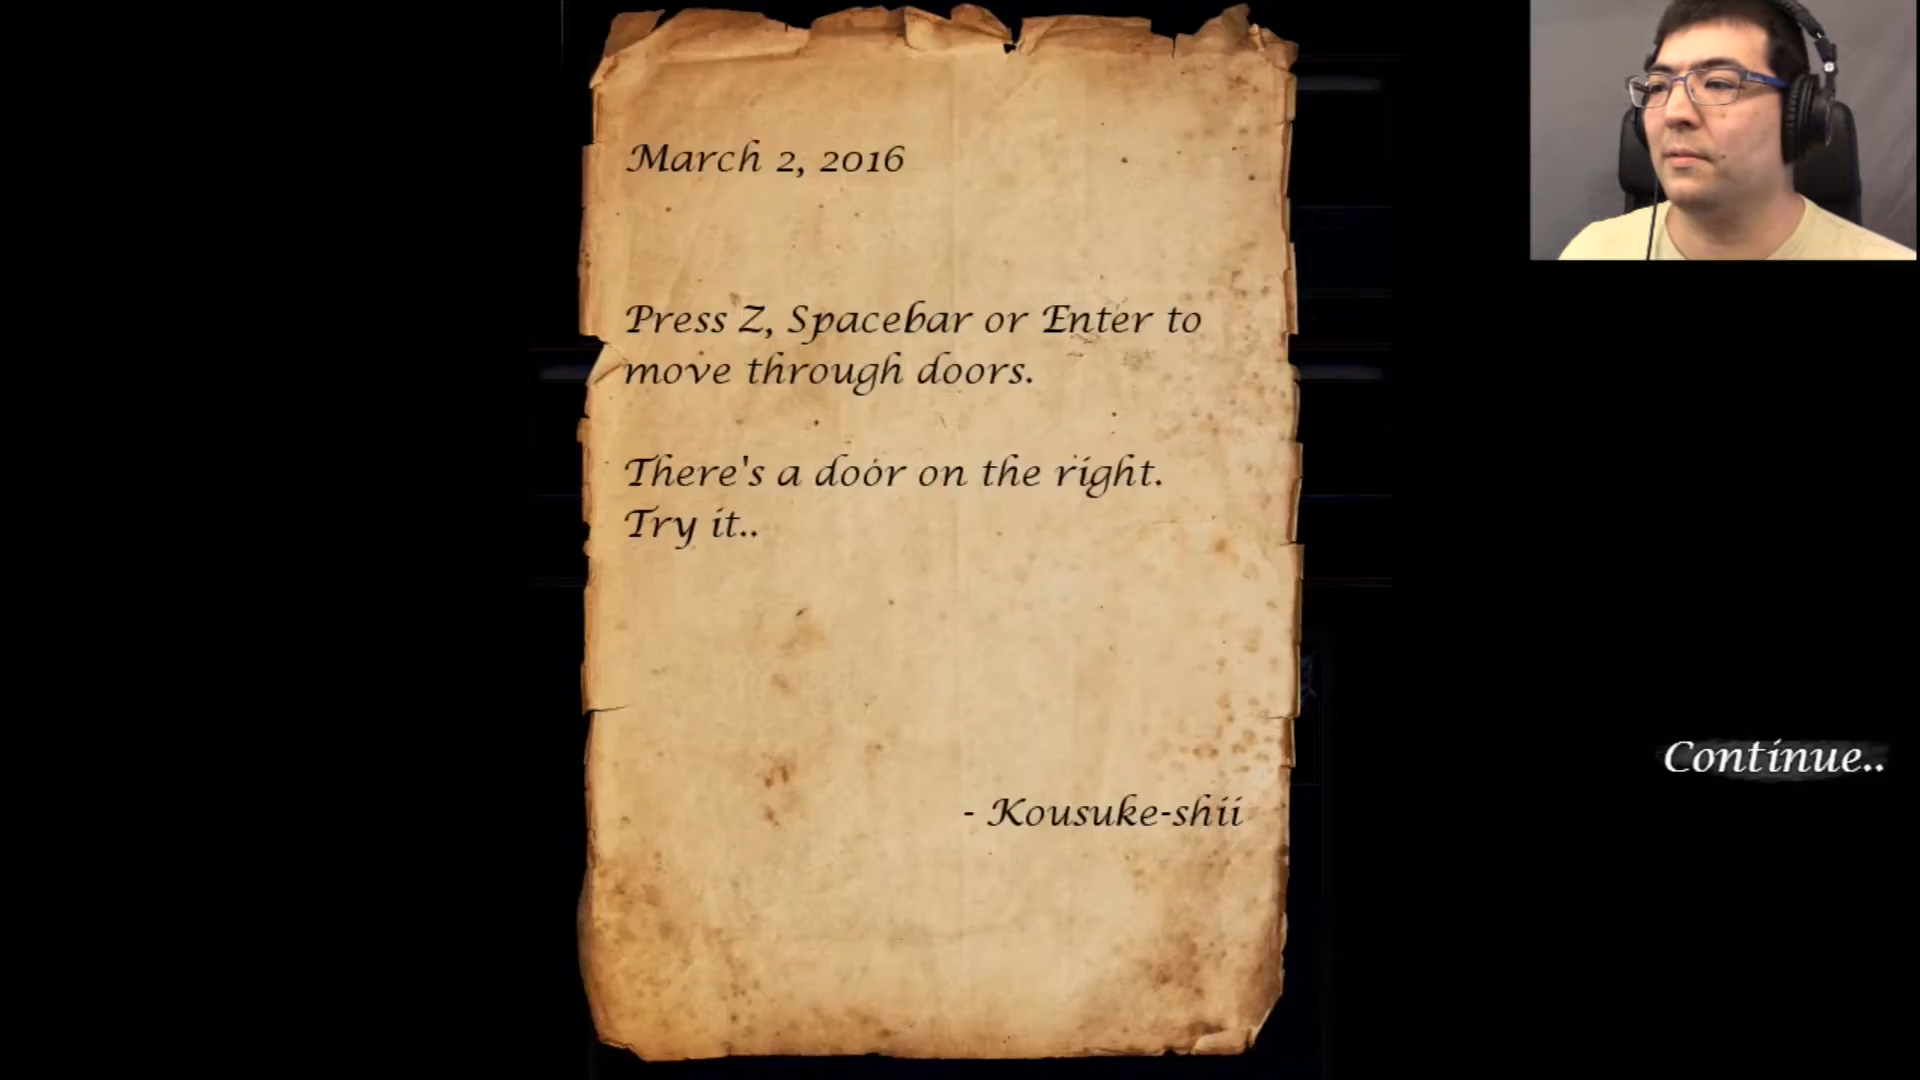 March 2, 2016
Press Z, Spacebar or Enter to
move through doors.
There's a door on the right.
Try it..
- Kousuke-shii
Continue..